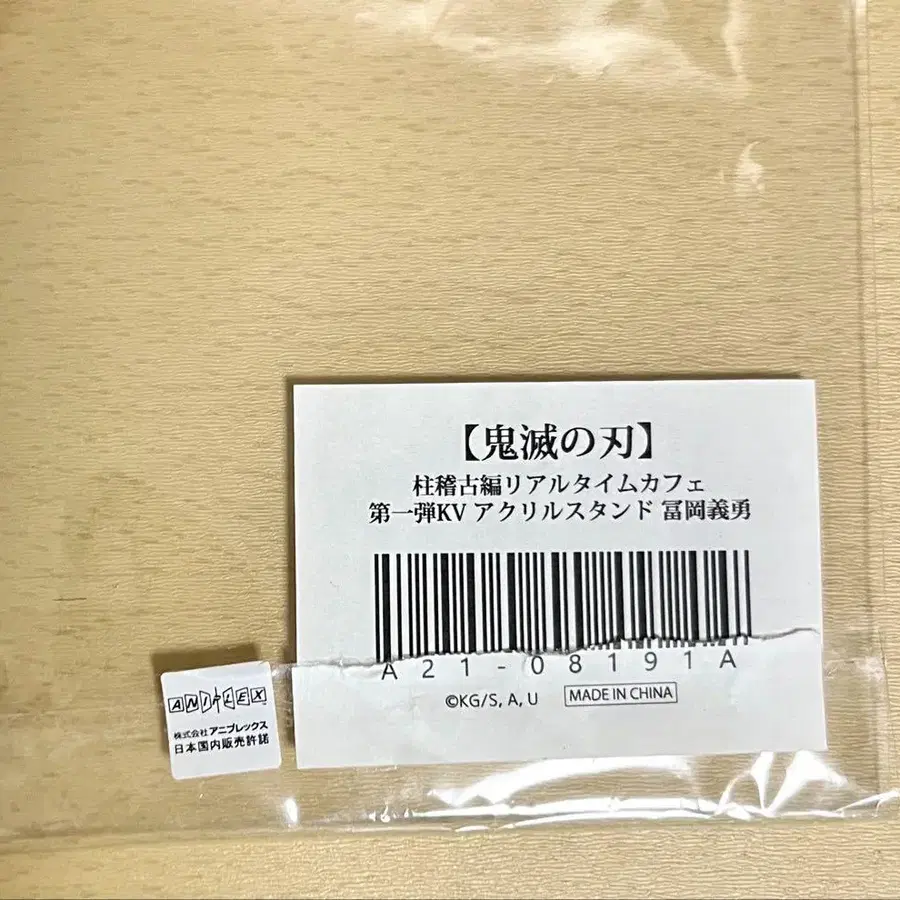 【鬼滅の刃】
柱稽古編リアルタイムカフェ
第一弾KV アクリルスタンド 冨岡義勇
A21-08191A
©KG/S, A, U
MADE IN CHINA
ANIPLEX
株式会社アニプレックス
日本国内販売許諾